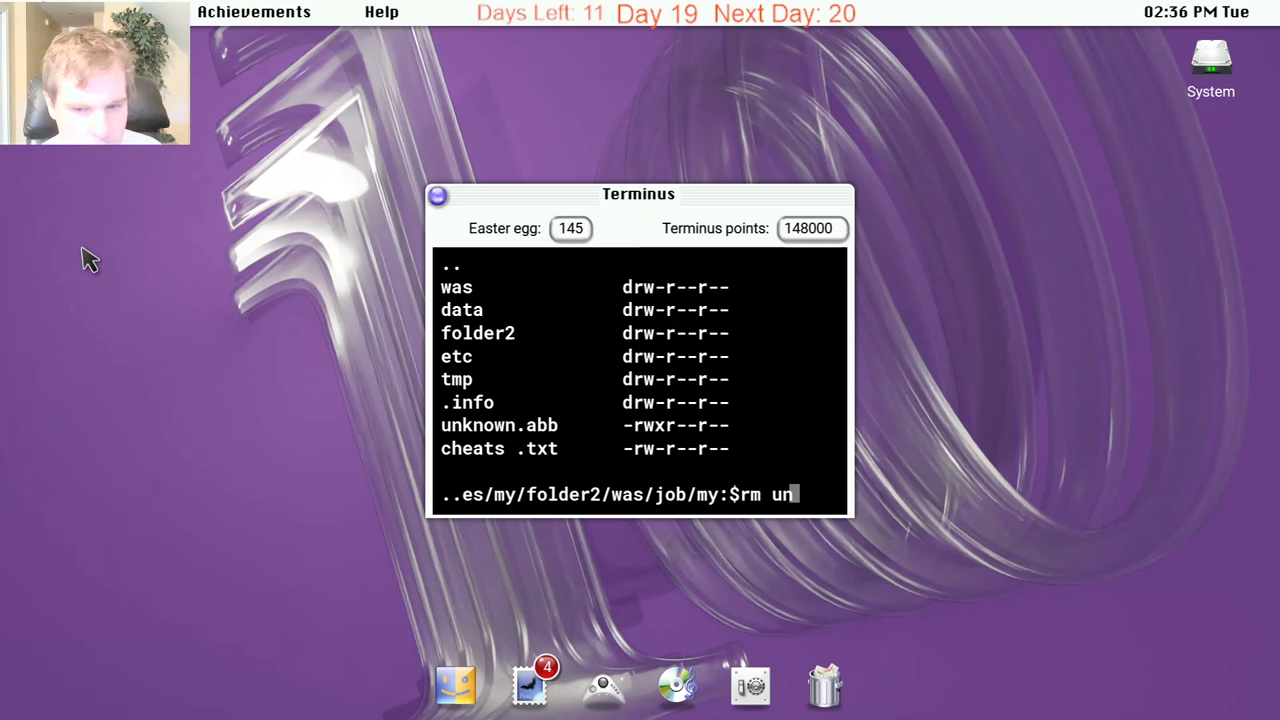 Achievements Help Days Left: 11 Day 19 Next Day: 20 02:36 PM Tue
System
Terminus
Easter egg: 145 Terminus points: 148000
..
was drw-r--r--
data drw-r--r--
folder2 drw-r--r--
etc drw-r--r--
tmp drw-r--r--
.info drw-r--r--
unknown.abb -rwxr--r--
cheats .txt -rw-r--r--
..es/my/folder2/was/job/my:$rm un
4